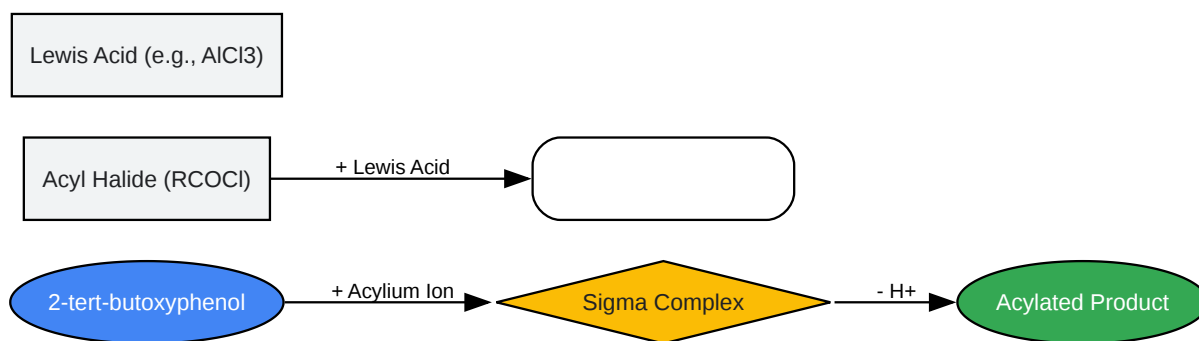 Lewis Acid (e.g., AlCl3)
Acyl Halide (RCOCl)
+ Lewis Acid
2-tert-butoxyphenol
+ Acylium Ion
Sigma Complex
- H+
Acylated Product